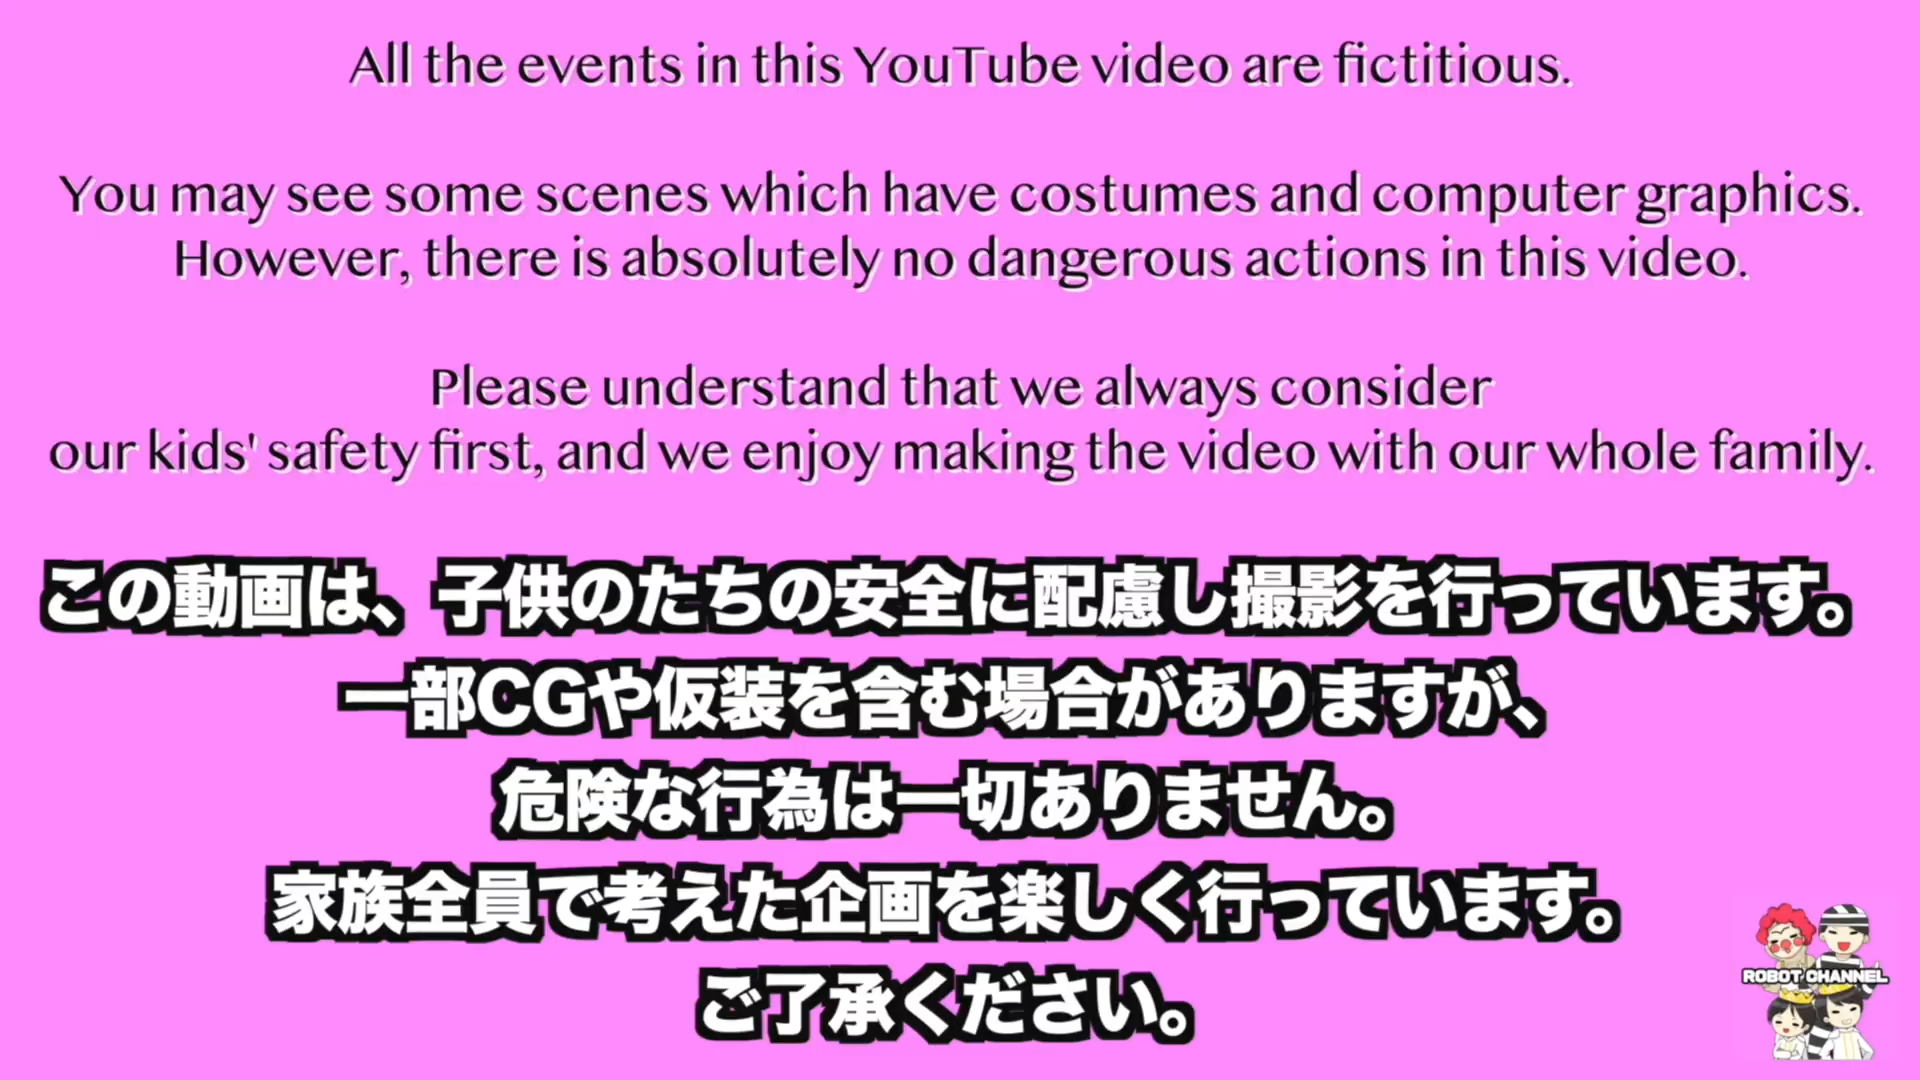 All the events in this YouTube video are fictitious.
You may see some scenes which have costumes and computer graphics.
However, there is absolutely no dangerous actions in this video.
Please understand that we always consider
our kids' safety first, and we enjoy making the video with our whole family.
この動画は、子供のたちの安全に配慮し撮影を行っています。
一部CGや仮装を含む場合がありますが、
危険な行為は一切ありません。
家族全員で考えた企画を楽しく行っています。
ご了承ください。
ROBOT CHANNEL